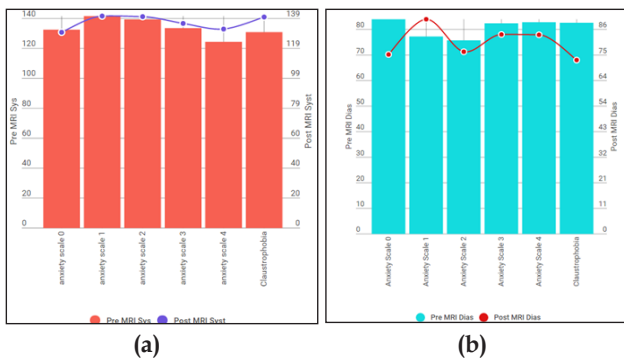 140
120
100
80
60
40
20
0
Pre MRI Sys
139
119
99
79
60
40
20
0
Post MRI Syst
anxiety scale 0
anxiety scale 1
anxiety scale 2
anxiety scale 3
anxiety scale 4
Claustrophobia
Pre MRI Sys
Post MRI Syst
(a)
80
70
60
50
40
30
20
10
0
Pre MRI Dias
86
75
64
54
43
32
21
11
0
Post MRI Dias
Anxiety Scale 0
Anxiety Scale 1
Anxiety Scale 2
Anxiety Scale 3
Anxiety Scale 4
Claustrophobia
Pre MRI Dias
Post MRI Dias
(b)